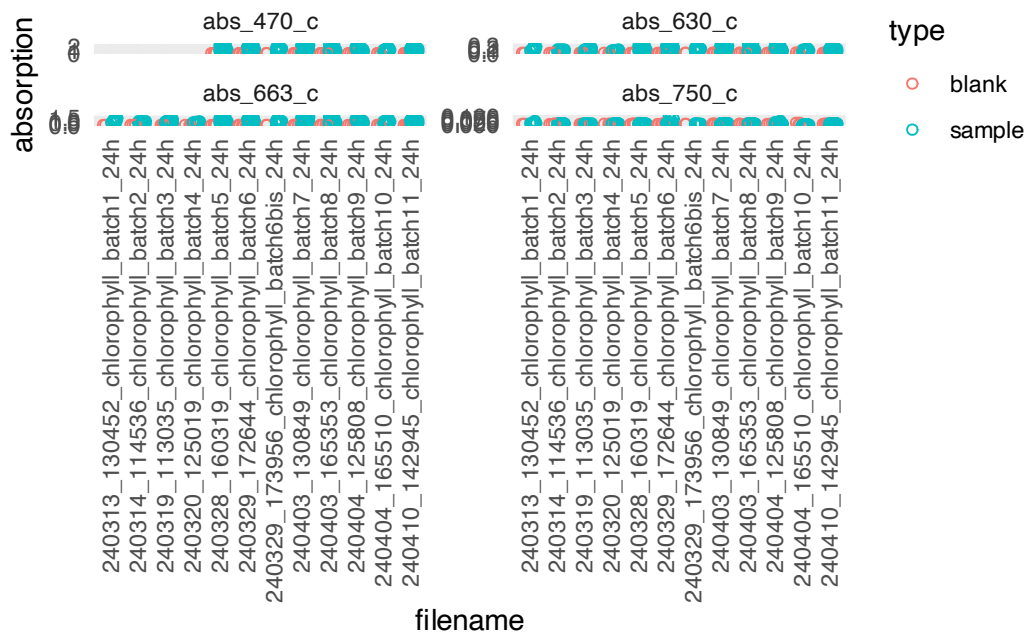 abs_470_c
abs_630_c
type
blank
sample
abs_663_c
abs_750_c
absorption
240313_130452_chlorophyll_batch1_24h
240314_114536_chlorophyll_batch2_24h
240319_113035_chlorophyll_batch3_24h
240320_125019_chlorophyll_batch4_24h
240328_160319_chlorophyll_batch5_24h
240329_172644_chlorophyll_batch6_24h
240329_173956_chlorophyll_batch6bis_24h
240403_130849_chlorophyll_batch7_24h
240403_165353_chlorophyll_batch8_24h
240404_125808_chlorophyll_batch9_24h
240404_165510_chlorophyll_batch10_24h
240410_142945_chlorophyll_batch11_24h
240313_130452_chlorophyll_batch1_24h
240314_114536_chlorophyll_batch2_24h
240319_113035_chlorophyll_batch3_24h
240320_125019_chlorophyll_batch4_24h
240328_160319_chlorophyll_batch5_24h
240329_172644_chlorophyll_batch6_24h
240329_173956_chlorophyll_batch6bis_24h
240403_130849_chlorophyll_batch7_24h
240403_165353_chlorophyll_batch8_24h
240404_125808_chlorophyll_batch9_24h
240404_165510_chlorophyll_batch10_24h
240410_142945_chlorophyll_batch11_24h
filename